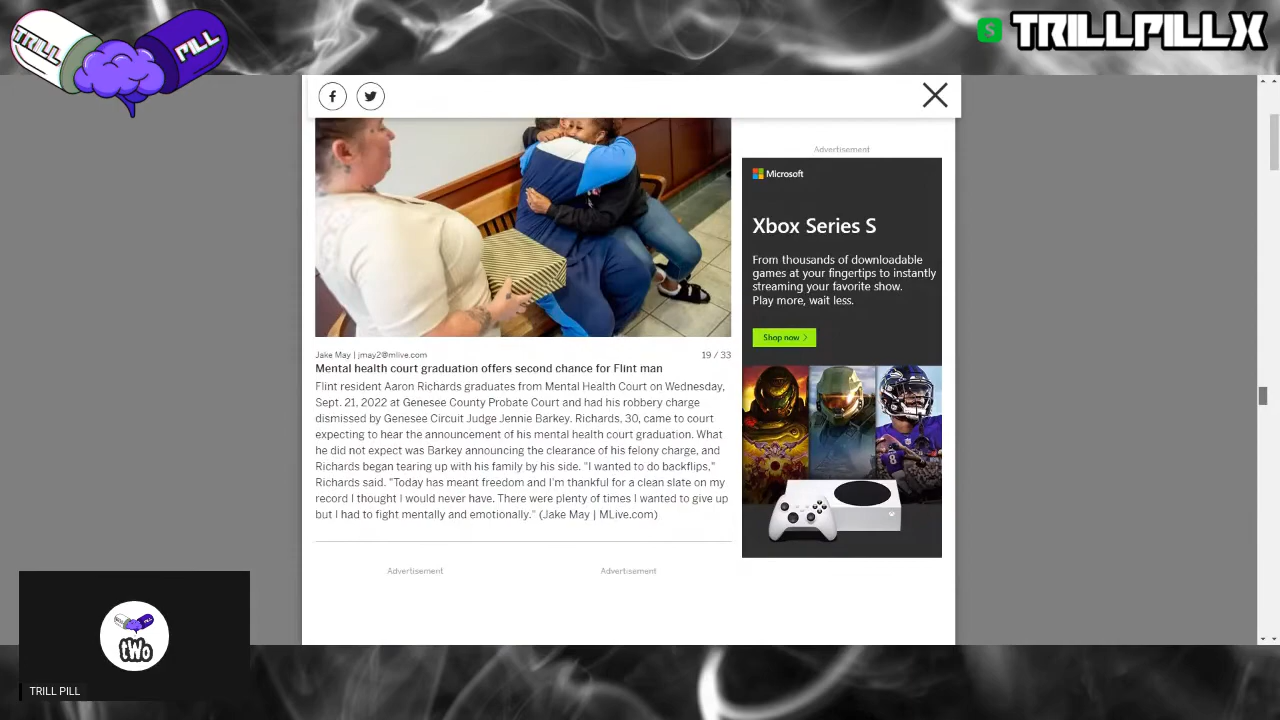 TRILL
PILL
$
TRILLPILLX
Advertisement
Microsoft
Xbox Series S
From thousands of downloadable
games at your fingertips to instantly
streaming your favorite show.
Play more, wait less.
Shop now
Jake May | jmay2@mlive.com
19 / 33
Mental health court graduation offers second chance for Flint man
Flint resident Aaron Richards graduates from Mental Health Court on Wednesday,
Sept. 21, 2022 at Genesee County Probate Court and had his robbery charge
dismissed by Genesee Circuit Judge Jennie Barkey. Richards, 30, came to court
expecting to hear the announcement of his mental health court graduation. What
he did not expect was Barkey announcing the clearance of his felony charge, and
Richards began tearing up with his family by his side. "I wanted to do backflips,"
Richards said. "Today has meant freedom and I'm thankful for a clean slate on my
record I thought I would never have. There were plenty of times I wanted to give up
but I had to fight mentally and emotionally." (Jake May | MLive.com)
Advertisement
Advertisement
tWo
TRILL PILL